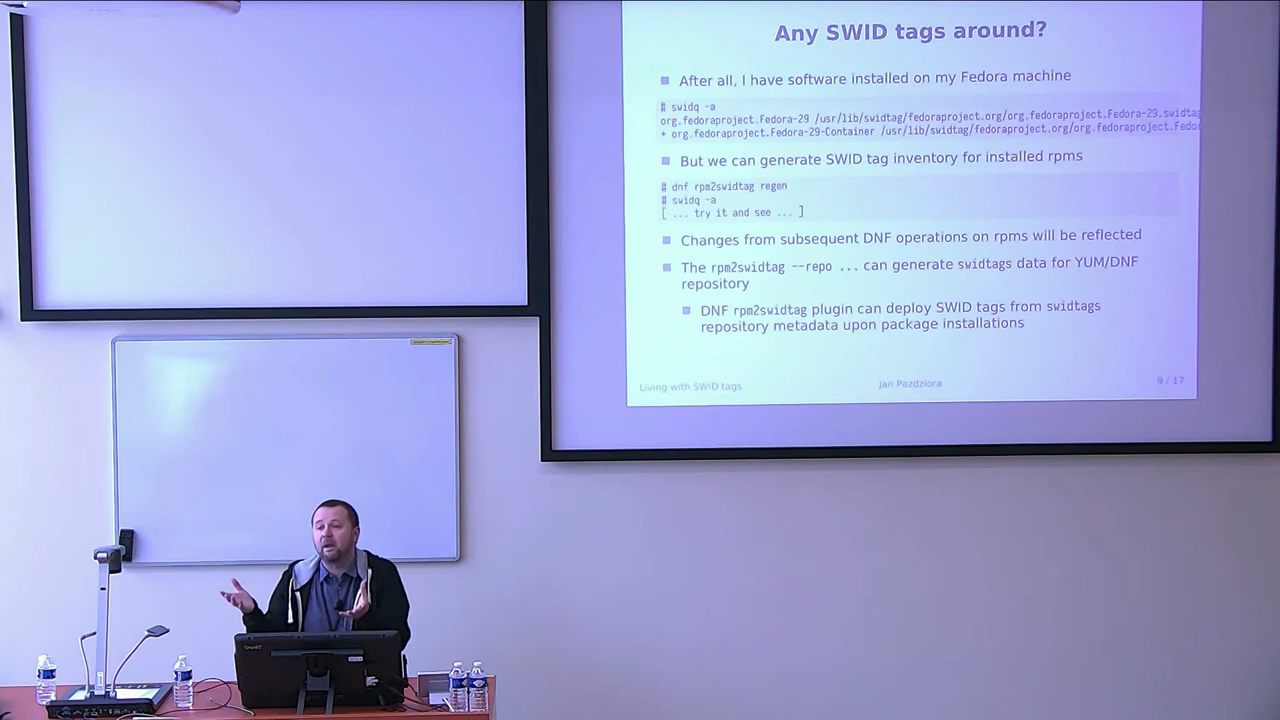 Any SWID tags around?
After all, I have software installed on my Fedora machine
# swidq -a
org.fedoraproject.Fedora-29 /usr/lib/swidtag/fedoraproject.org/org.fedoraproject.Fedora-29.swidtag
+ org.fedoraproject.Fedora-29-Container /usr/lib/swidtag/fedoraproject.org/org.fedoraproject.Fedo
But we can generate SWID tag inventory for installed rpms
# dnf rpm2swidtag regen
# swidq -a
[ ... try it and see ... ]
Changes from subsequent DNF operations on rpms will be reflected
The rpm2swidtag --repo ... can generate swidtags data for YUM/DNF
repository
DNF rpm2swidtag plugin can deploy SWID tags from swidtags
repository metadata upon package installations
Living with SWID tags
Jan Pazdziora
9 / 17